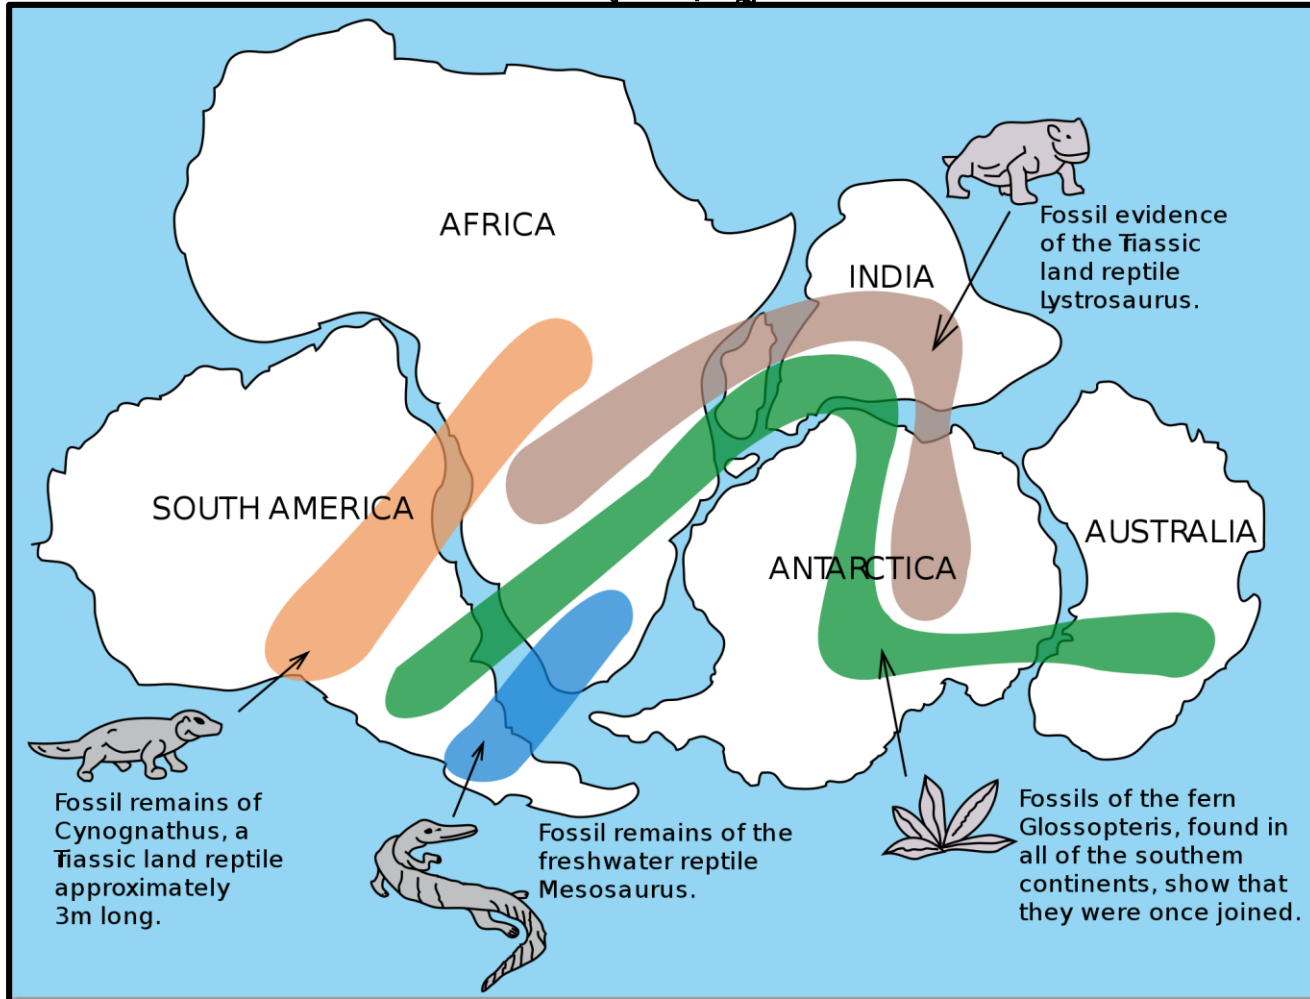 AFRICA
INDIA
SOUTH AMERICA
ANTARCTICA
AUSTRALIA
Fossil evidence
of the Tiassic
land reptile
Lystrosaurus.
Fossil remains of
Cynognathus, a
Tiassic land reptile
approximately
3m long.
Fossil remains of the
freshwater reptile
Mesosaurus.
Fossils of the fern
Glossopteris, found in
all of the southem
continents, show that
they were once joined.